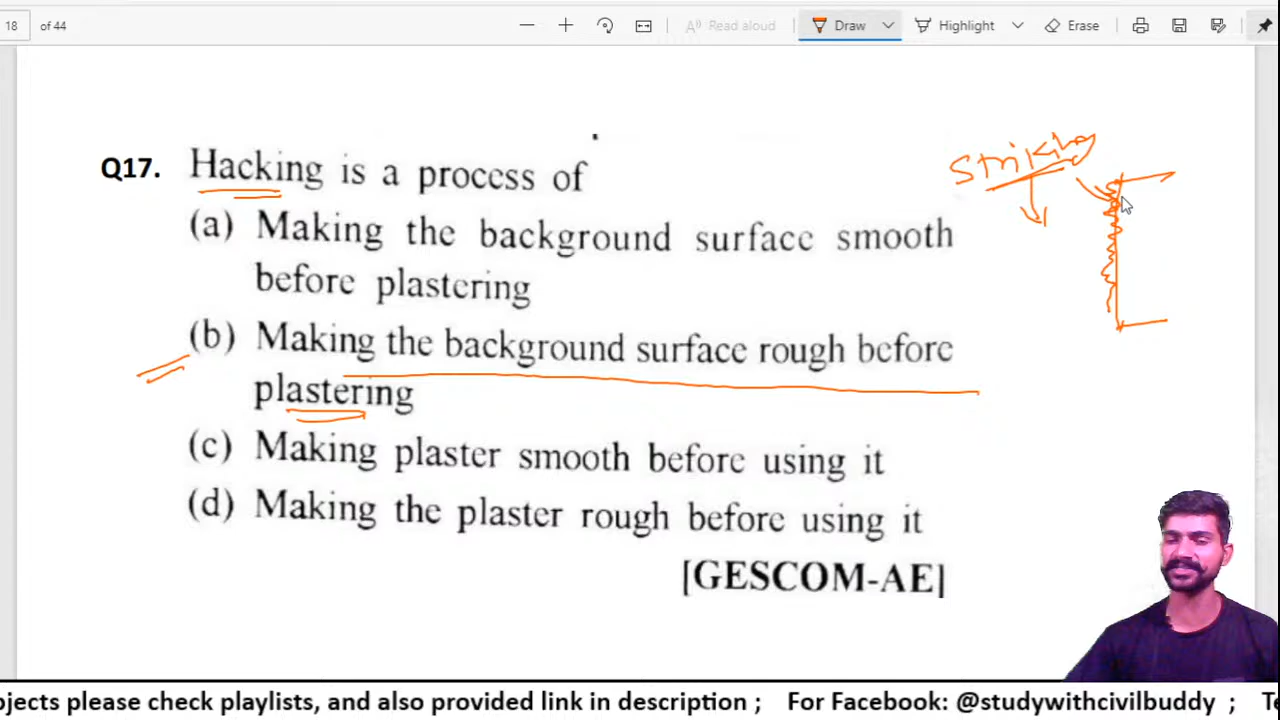 18 of 44
Read aloud Draw Highlight Erase
Striking
Q17. Hacking is a process of
(a) Making the background surface smooth
before plastering
(b) Making the background surface rough before
plastering
(c) Making plaster smooth before using it
(d) Making the plaster rough before using it
[GESCOM-AE]
bjects please check playlists, and also provided link in description ; For Facebook: @studywithcivilbuddy ;